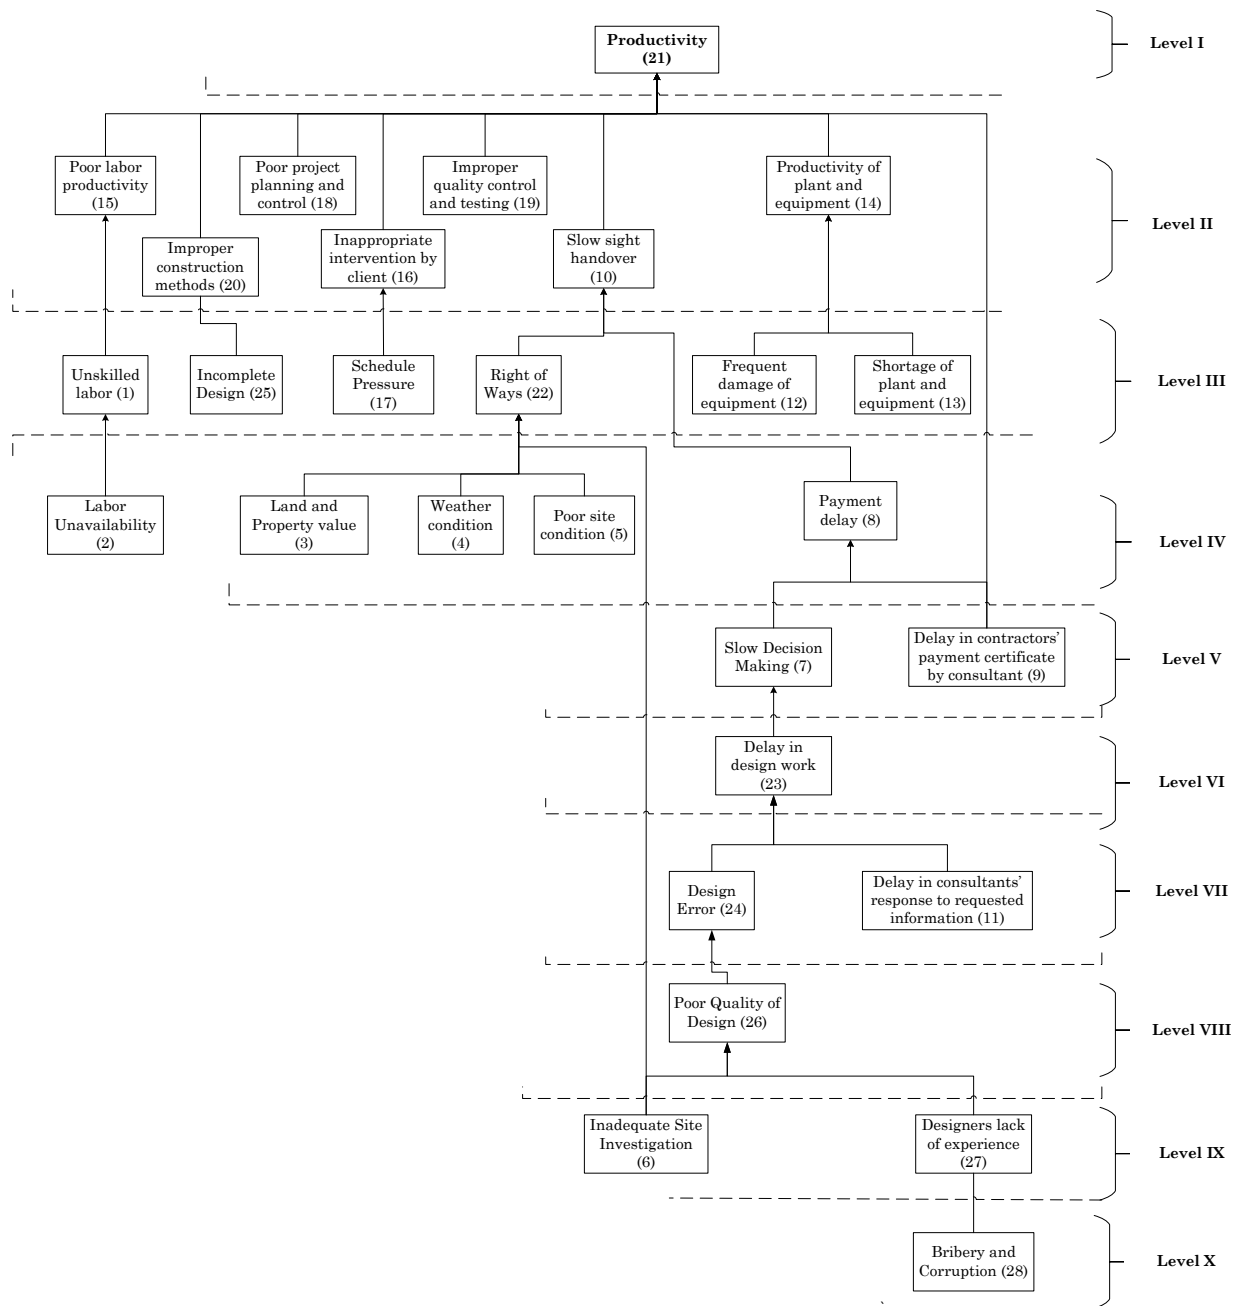 Productivity
(21)
Level I
Poor labor
productivity
(15)
Poor project
planning and
control (18)
Improper
quality control
and testing (19)
Productivity of
plant and
equipment (14)
Improper
construction
methods (20)
Inappropriate
intervention by
client (16)
Slow sight
handover
(10)
Level II
Unskilled
labor (1)
Incomplete
Design (25)
Schedule
Pressure
(17)
Right of
Ways (22)
Frequent
damage of
equipment (12)
Shortage of
plant and
equipment (13)
Level III
Labor
Unavailability
(2)
Land and
Property value
(3)
Weather
condition
(4)
Poor site
condition (5)
Payment
delay (8)
Level IV
Slow Decision
Making (7)
Delay in contractors’
payment certificate
by consultant (9)
Level V
Delay in
design work
(23)
Level VI
Design
Error (24)
Delay in consultants’
response to requested
information (11)
Level VII
Poor Quality of
Design (26)
Level VIII
Inadequate Site
Investigation
(6)
Designers lack
of experience
(27)
Level IX
Bribery and
Corruption (28)
Level X